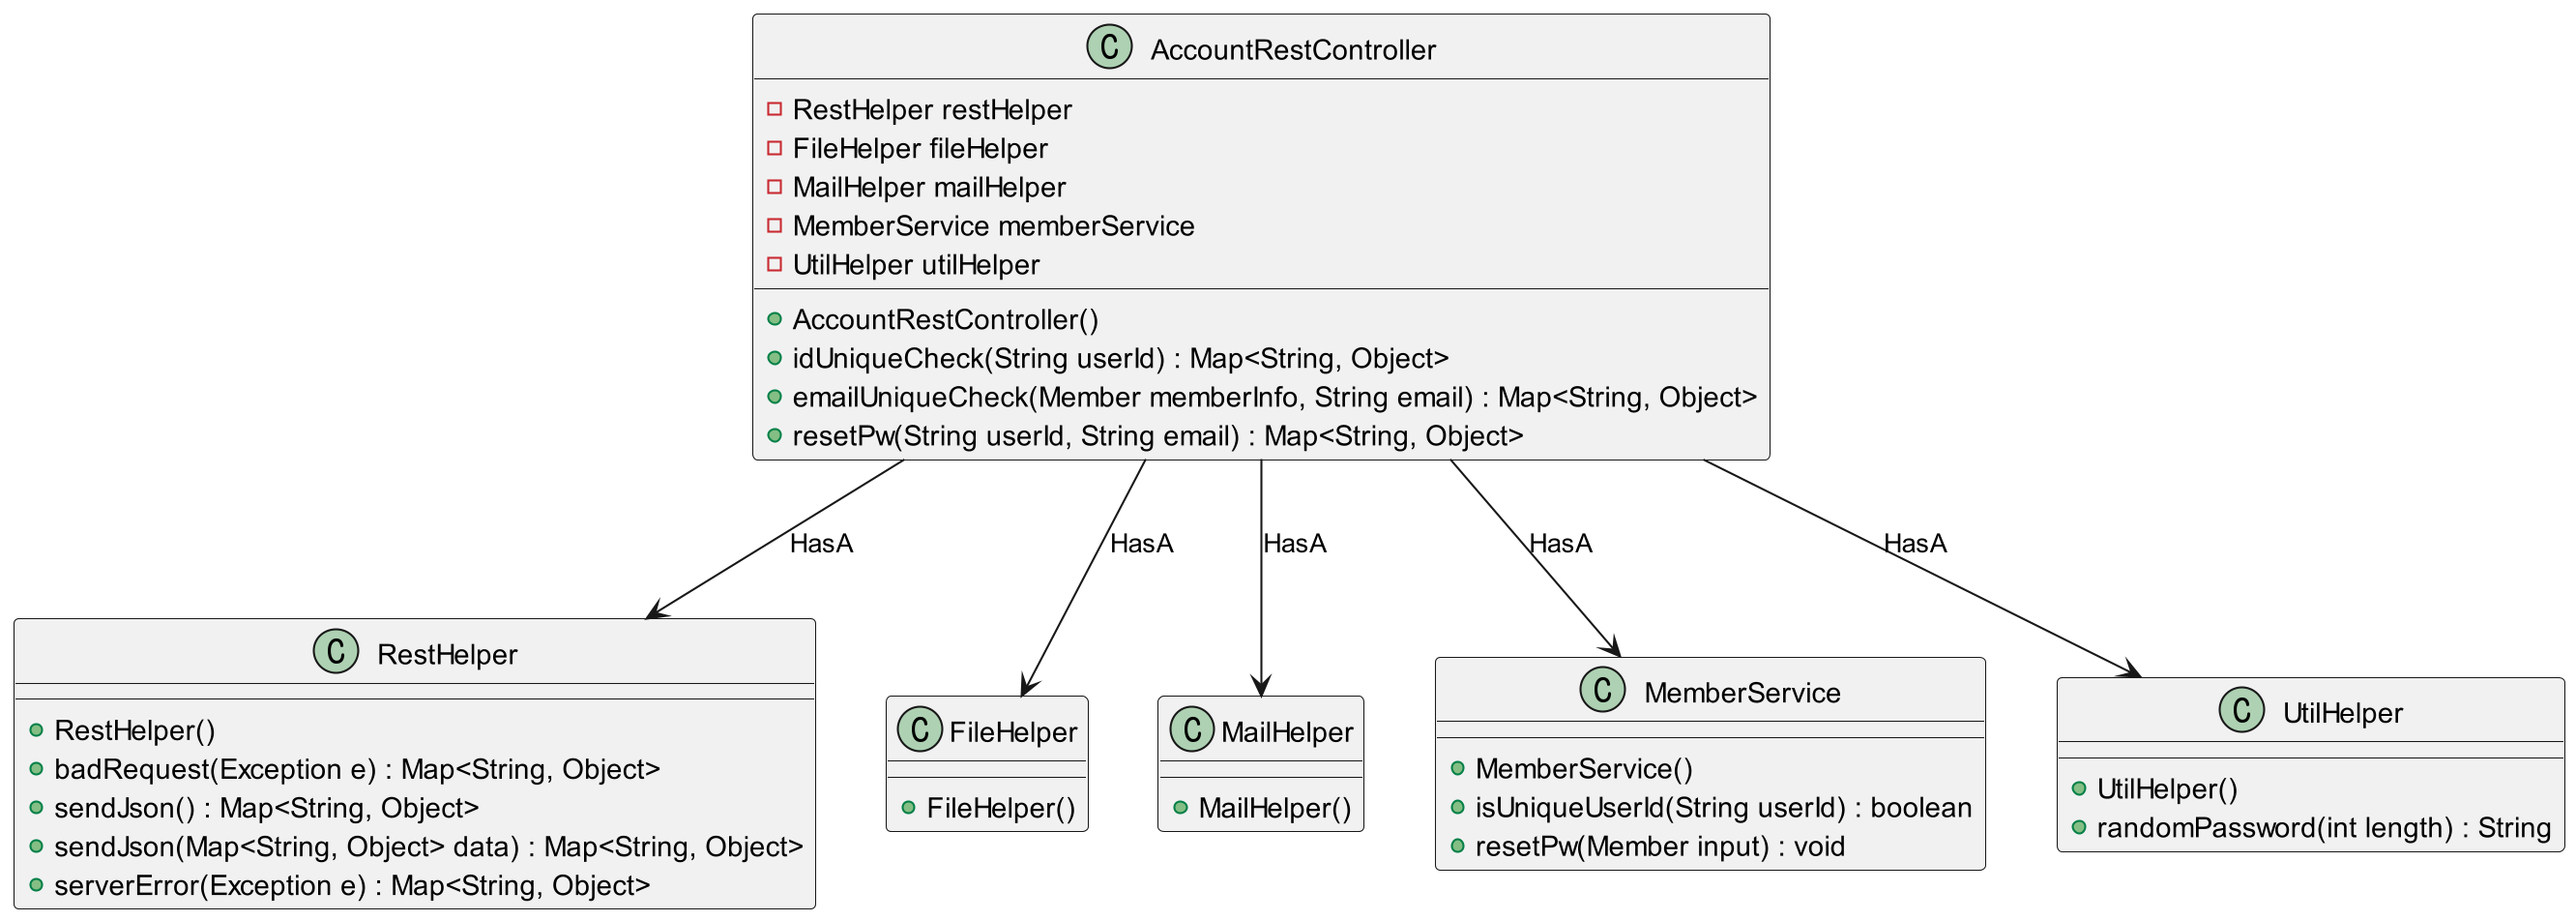 C AccountRestController
RestHelper restHelper
FileHelper fileHelper
MailHelper mailHelper
MemberService memberService
UtilHelper utilHelper
AccountRestController()
idUniqueCheck(String userId) : Map<String, Object>
emailUniqueCheck(Member memberInfo, String email) : Map<String, Object>
resetPw(String userId, String email) : Map<String, Object>
HasA
HasA
HasA
HasA
HasA
C RestHelper
RestHelper()
badRequest(Exception e) : Map<String, Object>
sendJson() : Map<String, Object>
sendJson(Map<String, Object> data) : Map<String, Object>
serverError(Exception e) : Map<String, Object>
C FileHelper
FileHelper()
C MailHelper
MailHelper()
C MemberService
MemberService()
isUniqueUserId(String userId) : boolean
resetPw(Member input) : void
C UtilHelper
UtilHelper()
randomPassword(int length) : String